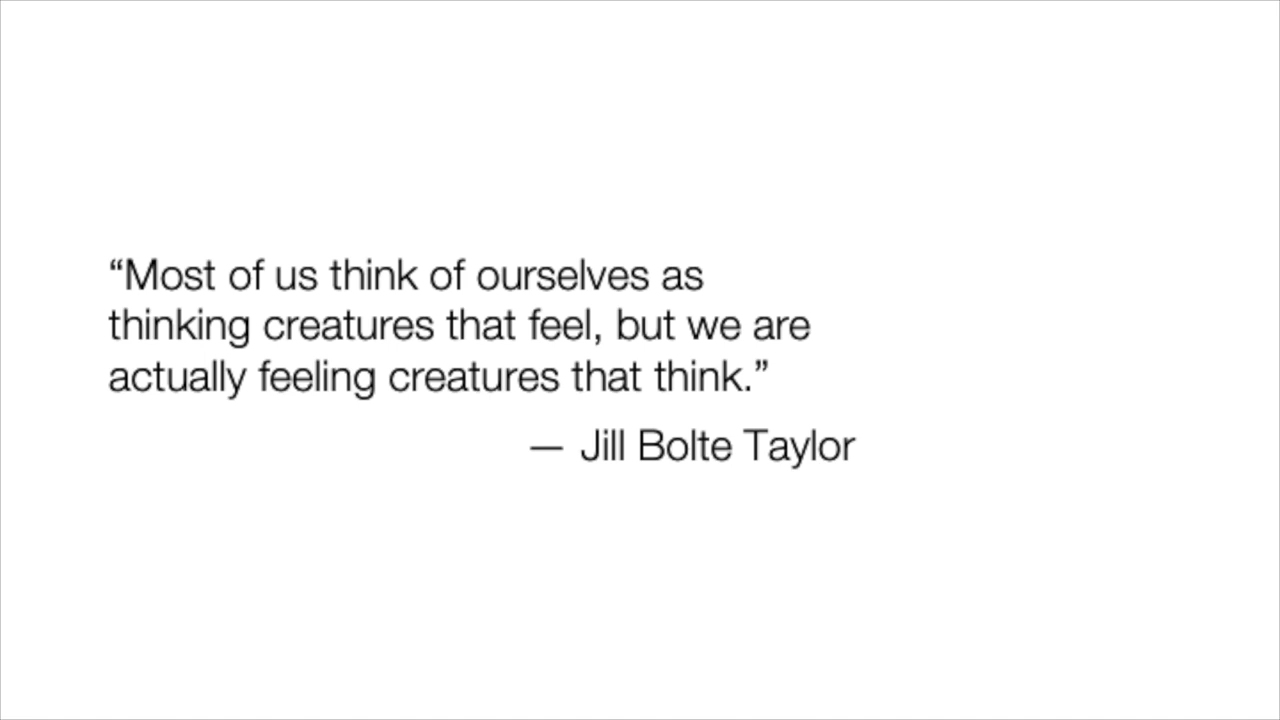 “Most of us think of ourselves as
thinking creatures that feel, but we are
actually feeling creatures that think.”
— Jill Bolte Taylor